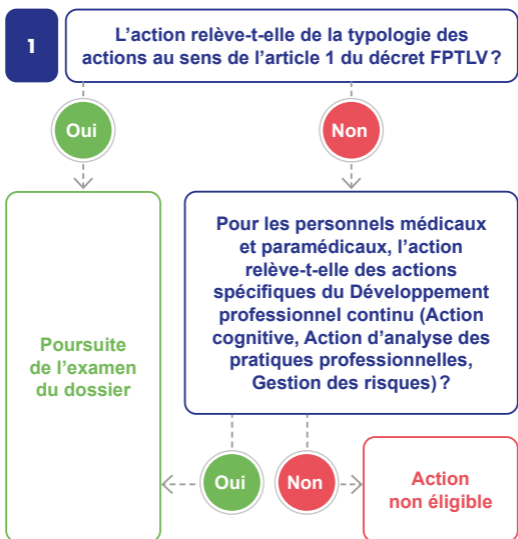 1
L’action relève-t-elle de la typologie des
actions au sens de l’article 1 du décret FPTLV ?
Oui
Non
Pour les personnels médicaux
et paramédicaux, l’action
relève-t-elle des actions
spécifiques du Développement
professionnel continu (Action
cognitive, Action d’analyse des
pratiques professionnelles,
Gestion des risques) ?
Poursuite
de l’examen
du dossier
Oui
Non
Action
non éligible